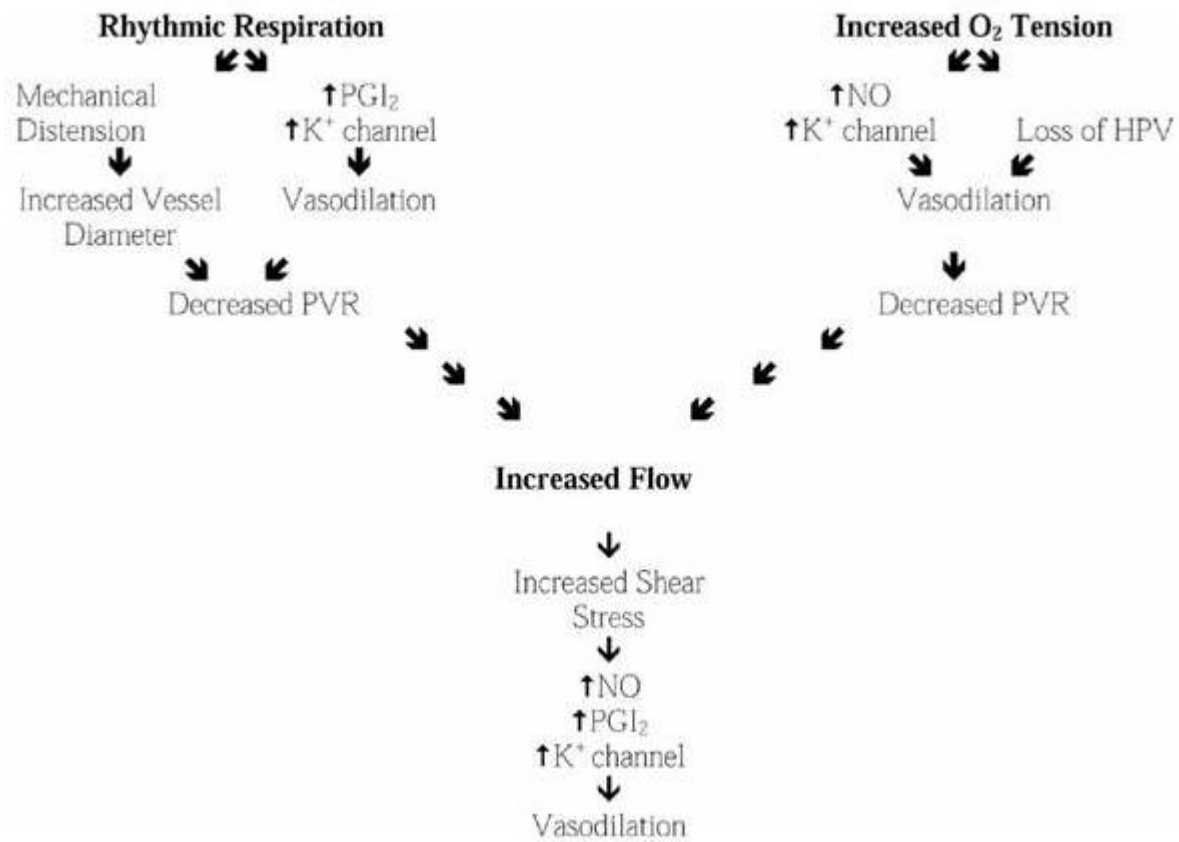 Rhythmic Respiration
Increased O₂ Tension
Mechanical
Distension
↑PGI₂
↑K⁺ channel
↑NO
↑K⁺ channel
Loss of HPV
Increased Vessel
Diameter
Vasodilation
Vasodilation
Decreased PVR
Decreased PVR
Increased Flow
Increased Shear
Stress
↑NO
↑PGI₂
↑K⁺ channel
Vasodilation